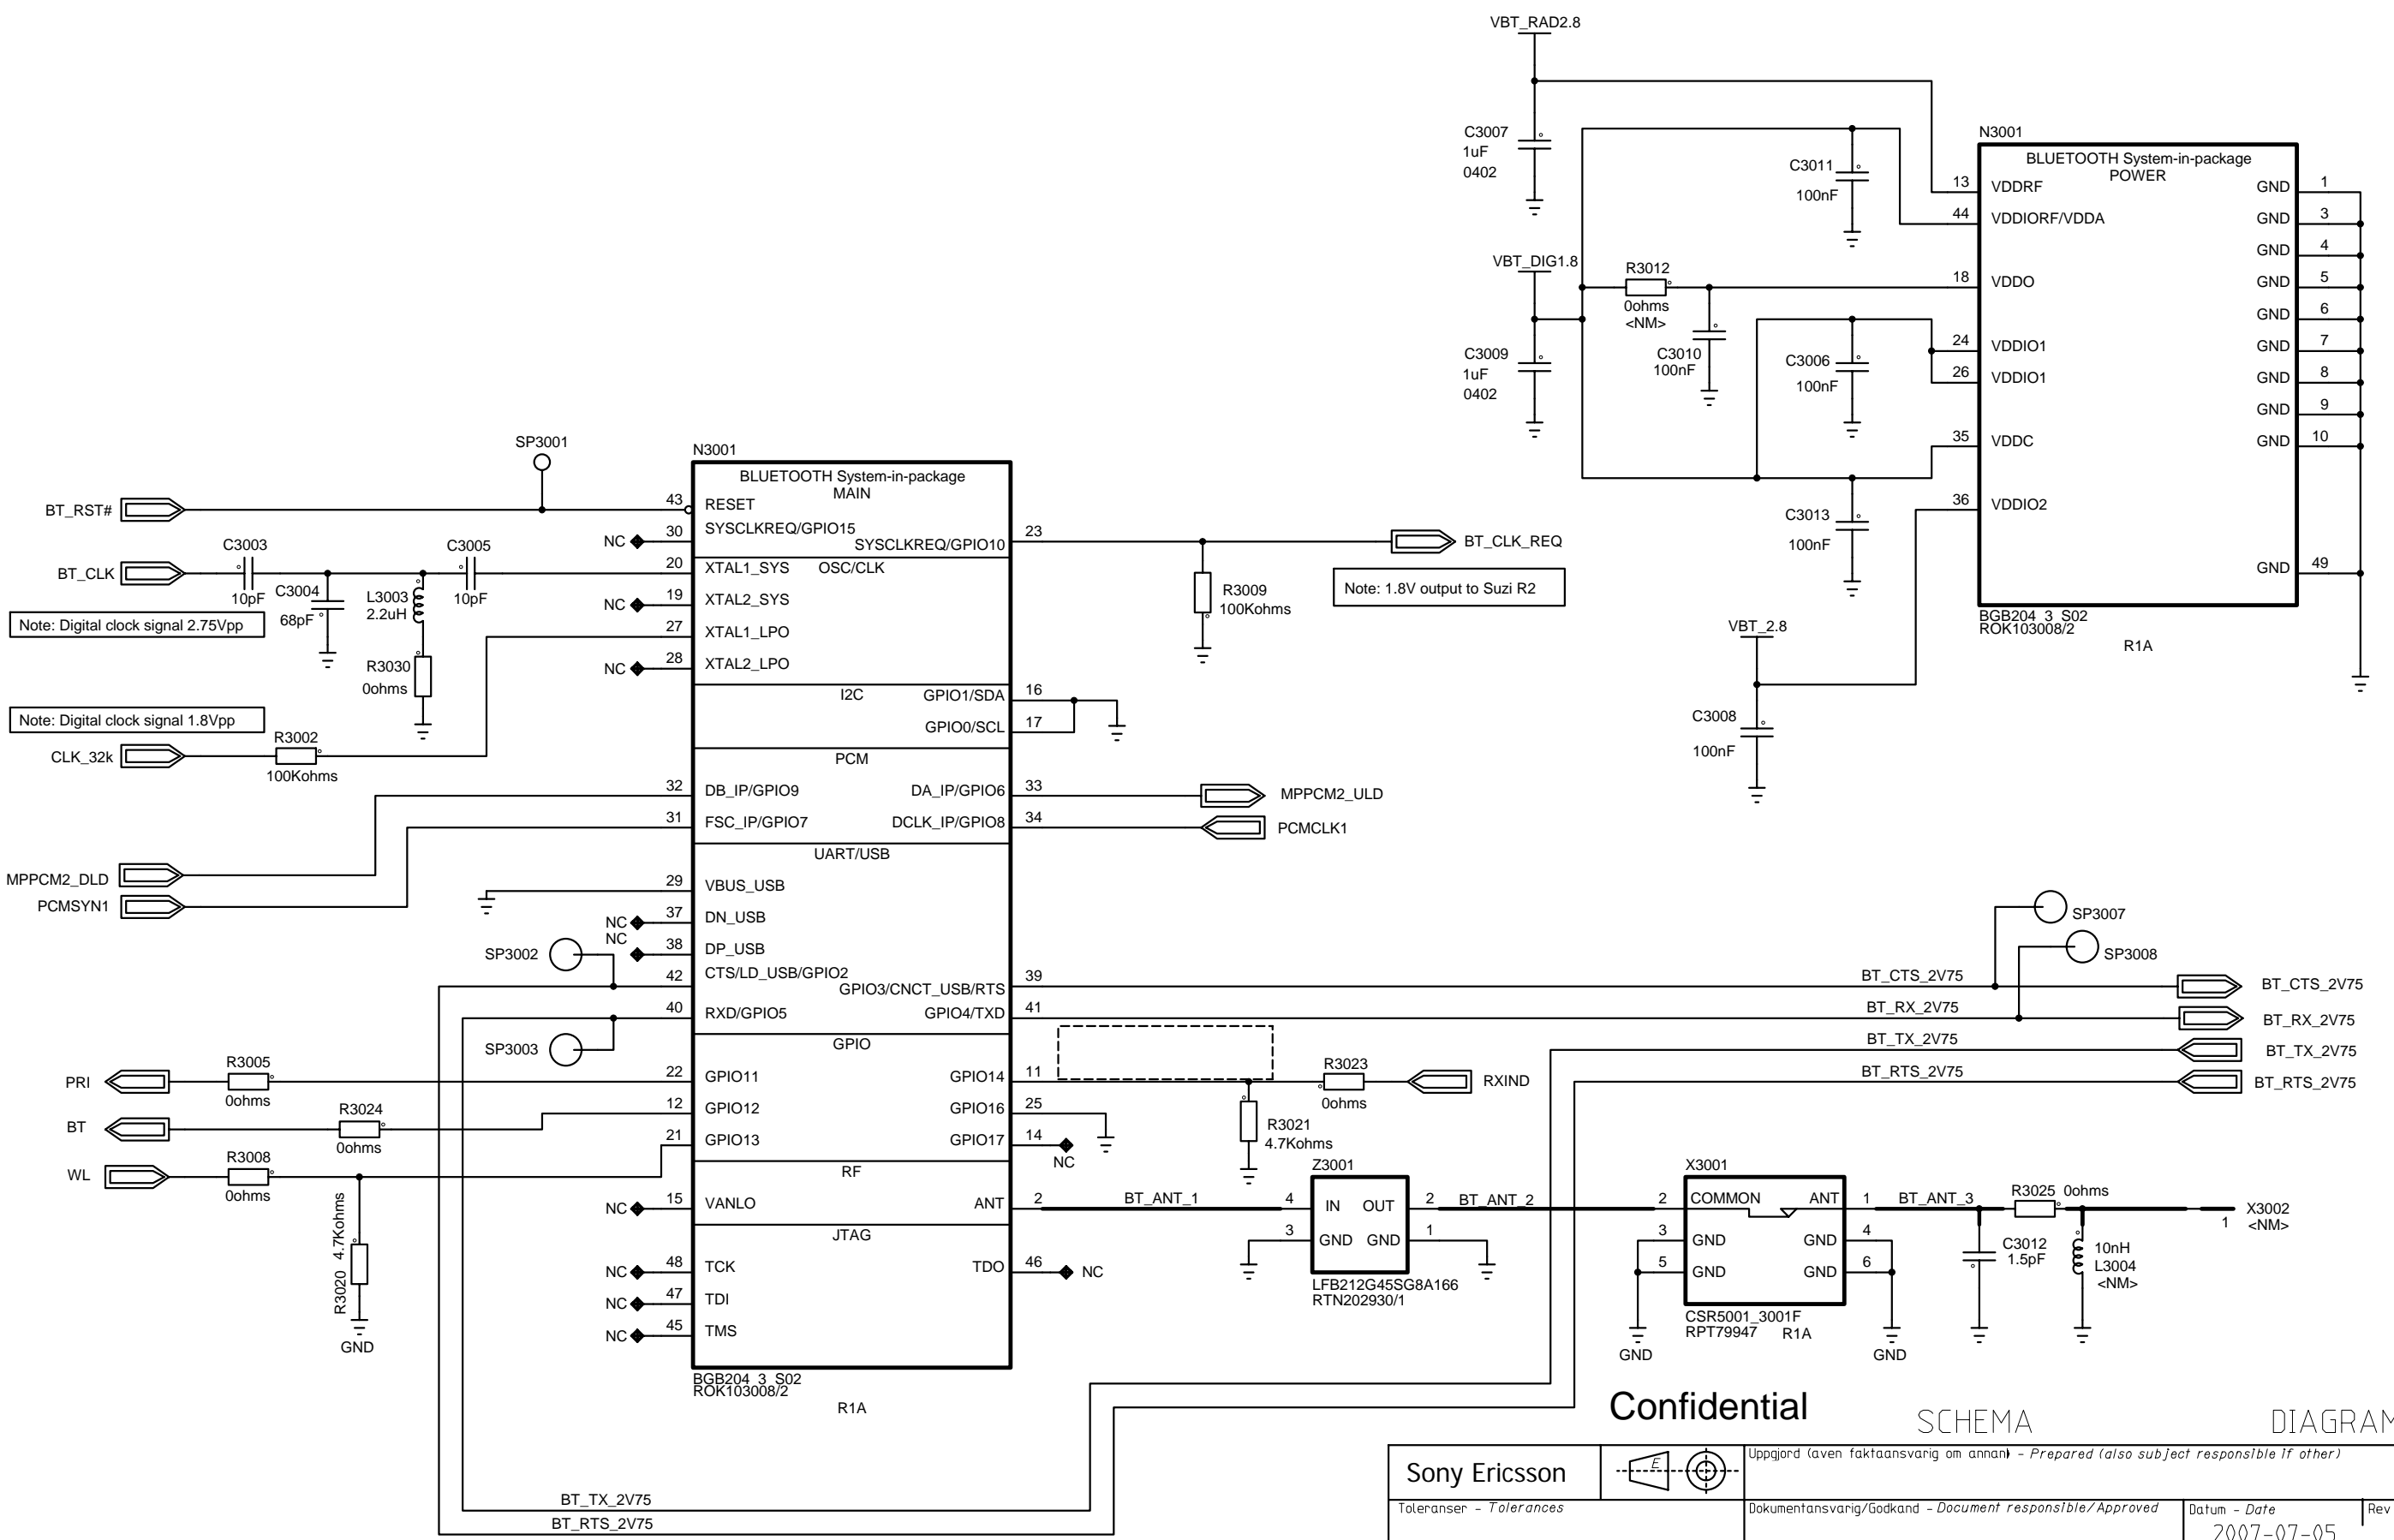 VBT_RAD2.8
C3007
1uF
0402
C3011
100nF
N3001
BLUETOOTH System-in-package
POWER
13 VDDRF GND 1
44 VDDIORF/VDDA GND 3
GND 4
18 VDDO GND 5
GND 6
24 VDDIO1 GND 7
26 VDDIO1 GND 8
GND 9
35 VDDC GND 10
36 VDDIO2
GND 49
BGB204_3_S02
ROK103008/2
R1A
VBT_DIG1.8
R3012
0ohms
<NM>
C3009
1uF
0402
C3010
100nF
C3006
100nF
C3013
100nF
VBT_2.8
C3008
100nF
SP3001
N3001
BLUETOOTH System-in-package
MAIN
BT_RST# 43 RESET
NC 30 SYSCLKREQ/GPIO15
SYSCLKREQ/GPIO10 23 BT_CLK_REQ
R3009
100Kohms
Note: 1.8V output to Suzi R2
BT_CLK
C3003
10pF
C3004
68pF
L3003
2.2uH
C3005
10pF
R3030
0ohms
Note: Digital clock signal 2.75Vpp
20 XTAL1_SYS OSC/CLK
NC 19 XTAL2_SYS
27 XTAL1_LPO
NC 28 XTAL2_LPO
Note: Digital clock signal 1.8Vpp
CLK_32k
R3002
100Kohms
I2C GPIO1/SDA 16
GPIO0/SCL 17
PCM
32 DB_IP/GPIO9 DA_IP/GPIO6 33 MPPCM2_ULD
31 FSC_IP/GPIO7 DCLK_IP/GPIO8 34 PCMCLK1
MPPCM2_DLD
PCMSYN1
UART/USB
29 VBUS_USB
NC 37 DN_USB
NC 38 DP_USB
SP3002
42 CTS/LD_USB/GPIO2
GPIO3/CNCT_USB/RTS 39 BT_CTS_2V75 BT_CTS_2V75
40 RXD/GPIO5 GPIO4/TXD 41 BT_RX_2V75 BT_RX_2V75
SP3003
SP3007
SP3008
BT_TX_2V75 BT_TX_2V75
BT_RTS_2V75 BT_RTS_2V75
GPIO
PRI R3005 22 GPIO11 GPIO14 11 R3023 RXIND
0ohms
0ohms
BT R3024 12 GPIO12 GPIO16 25
0ohms
R3021
4.7Kohms
WL R3008 21 GPIO13 GPIO17 14 NC
0ohms
R3020 4.7Kohms
GND
RF
NC 15 VANLO ANT 2 BT_ANT_1
Z3001
4 IN OUT 2 BT_ANT_2
3 GND GND 1
LFB212G45SG8A166
RTN202930/1
X3001
2 COMMON ANT 1 BT_ANT_3
3 GND GND 4
5 GND GND 6
CSR5001_3001F
RPT79947 R1A
GND
GND
R3025 0ohms
C3012
1.5pF
10nH
L3004
<NM>
1 X3002
<NM>
JTAG
NC 48 TCK TDO 46 NC
NC 47 TDI
NC 45 TMS
BGB204_3_S02
ROK103008/2
R1A
BT_TX_2V75
BT_RTS_2V75
Confidential
SCHEMA DIAGRAM
Sony Ericsson
E
Uppgjord (aven faktaansvarig om annan) - Prepared (also subject responsible if other)
Toleranser - Tolerances
Dokumentansvarig/Godkand - Document responsible/Approved
Datum - Date
Rev
2007-07-05